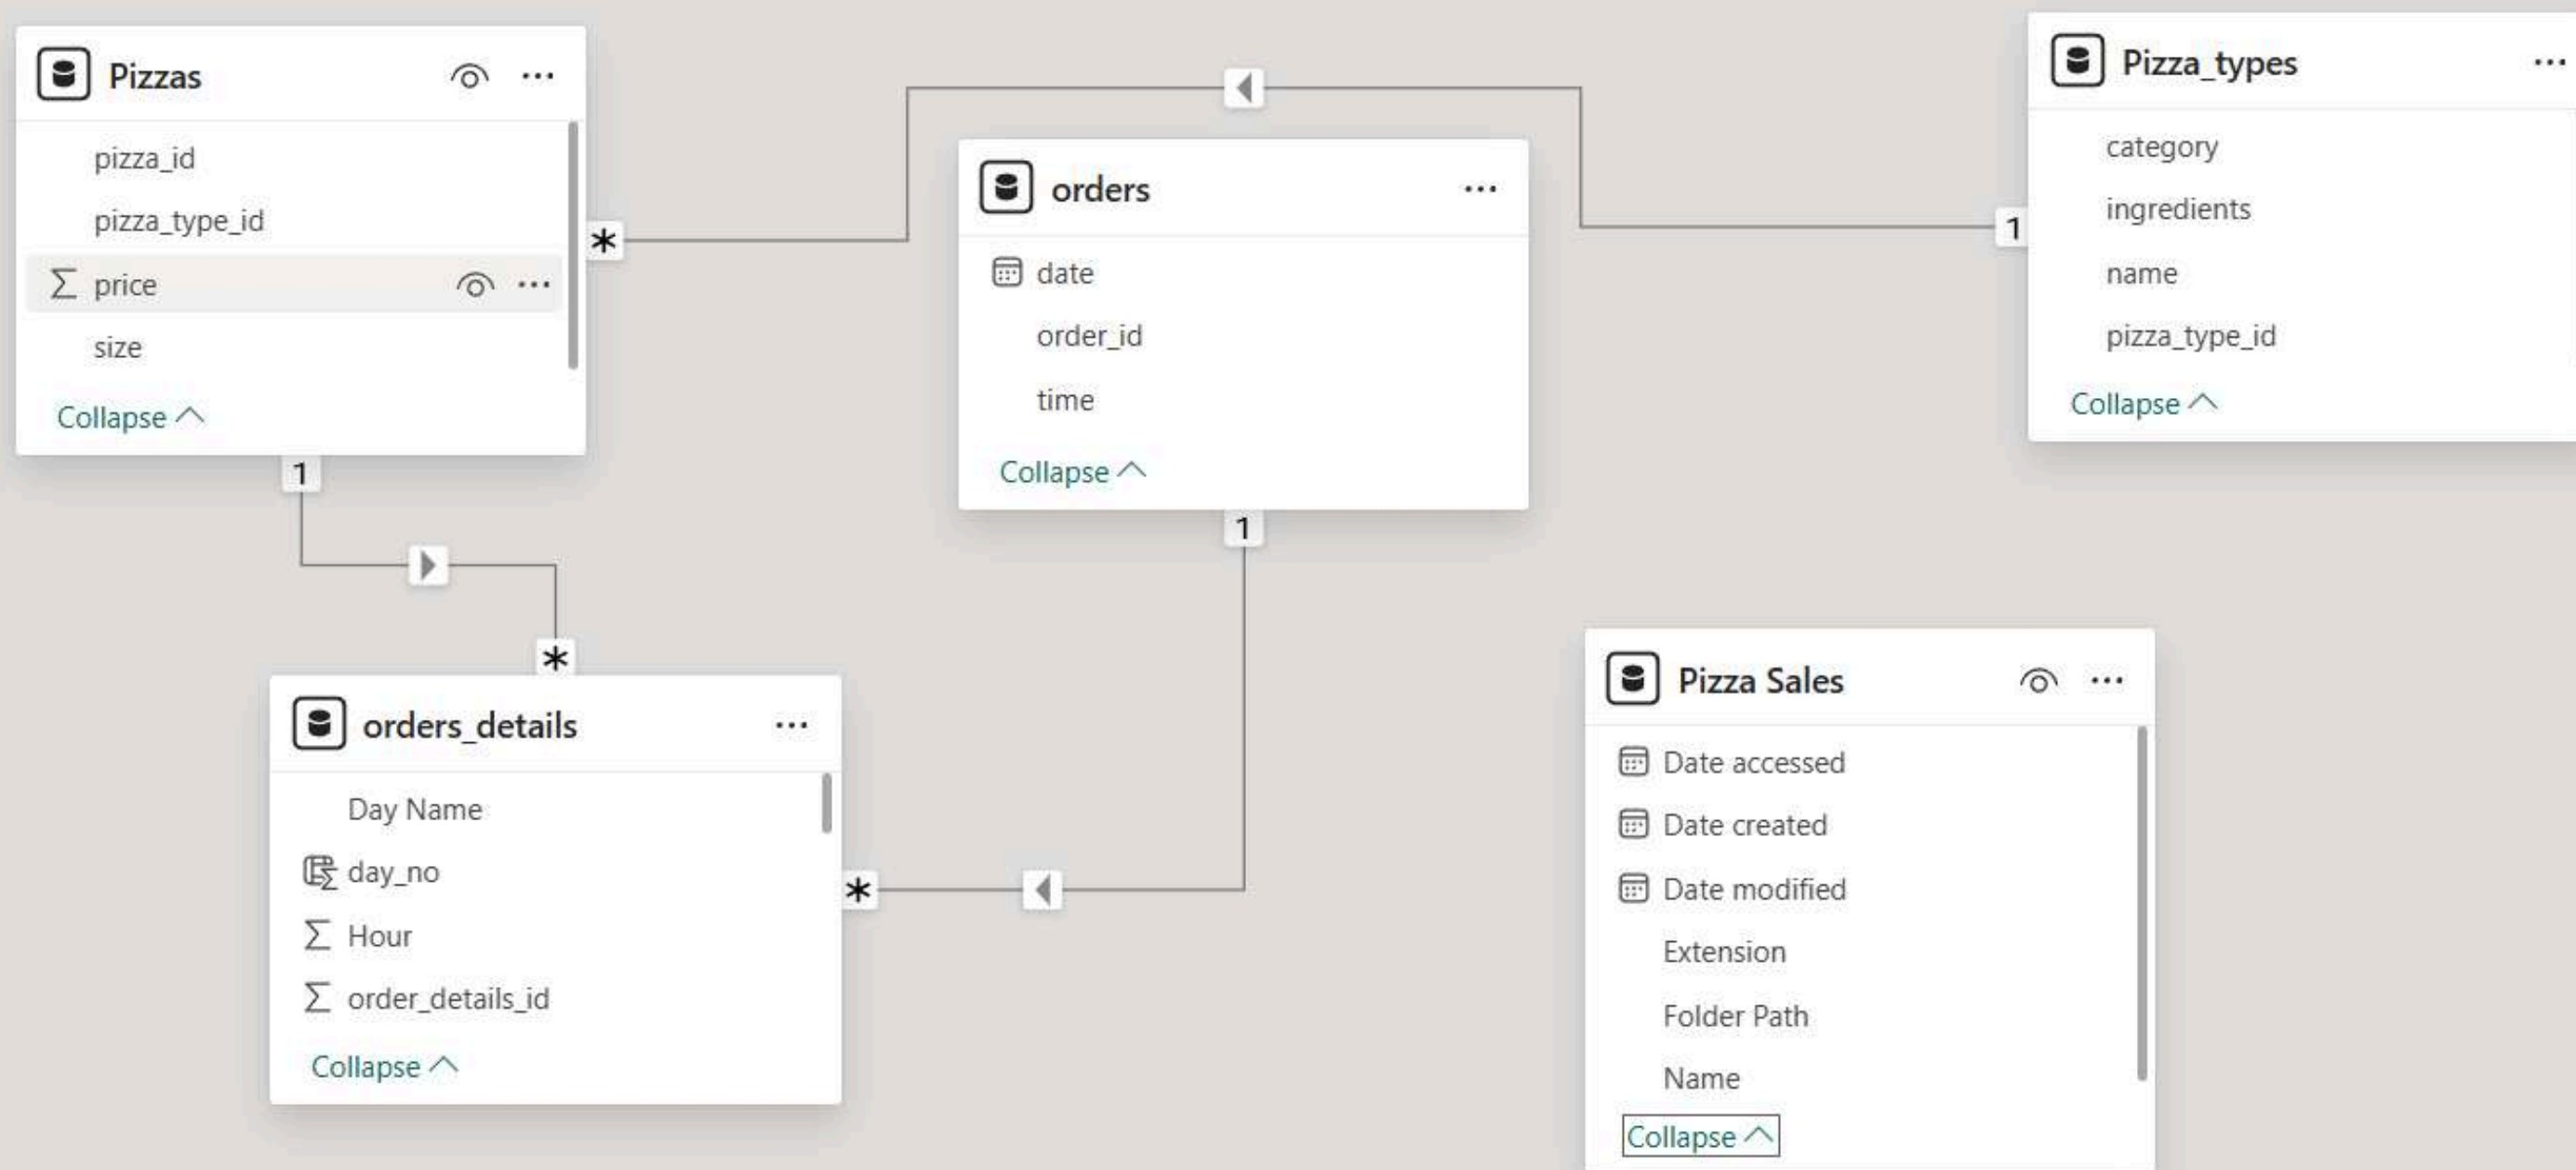 Pizzas
pizza_id
pizza_type_id
Σ price
size
Collapse
1
*
orders
date
order_id
time
Collapse
1
Pizza_types
category
ingredients
name
pizza_type_id
Collapse
1
*
orders_details
Day Name
day_no
Σ Hour
Σ order_details_id
Collapse
*
Pizza Sales
Date accessed
Date created
Date modified
Extension
Folder Path
Name
Collapse